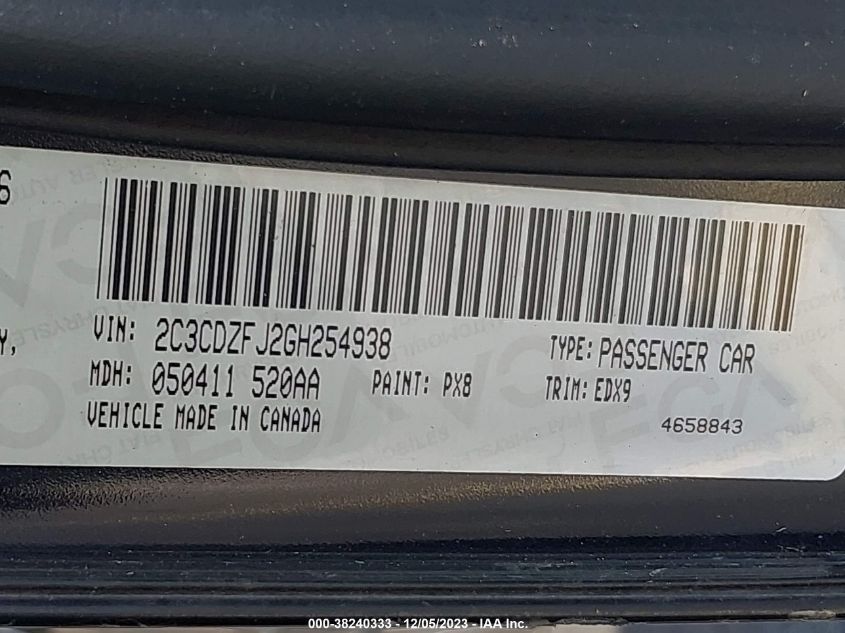 6
Y,
VIN: 2C3CDZFJ2GH254938
TYPE: PASSENGER CAR
MDH: 050411 520AA
PAINT: PX8
TRIM: EDX9
VEHICLE MADE IN CANADA
4658843
000-38240333 - 12/05/2023 - IAA Inc.